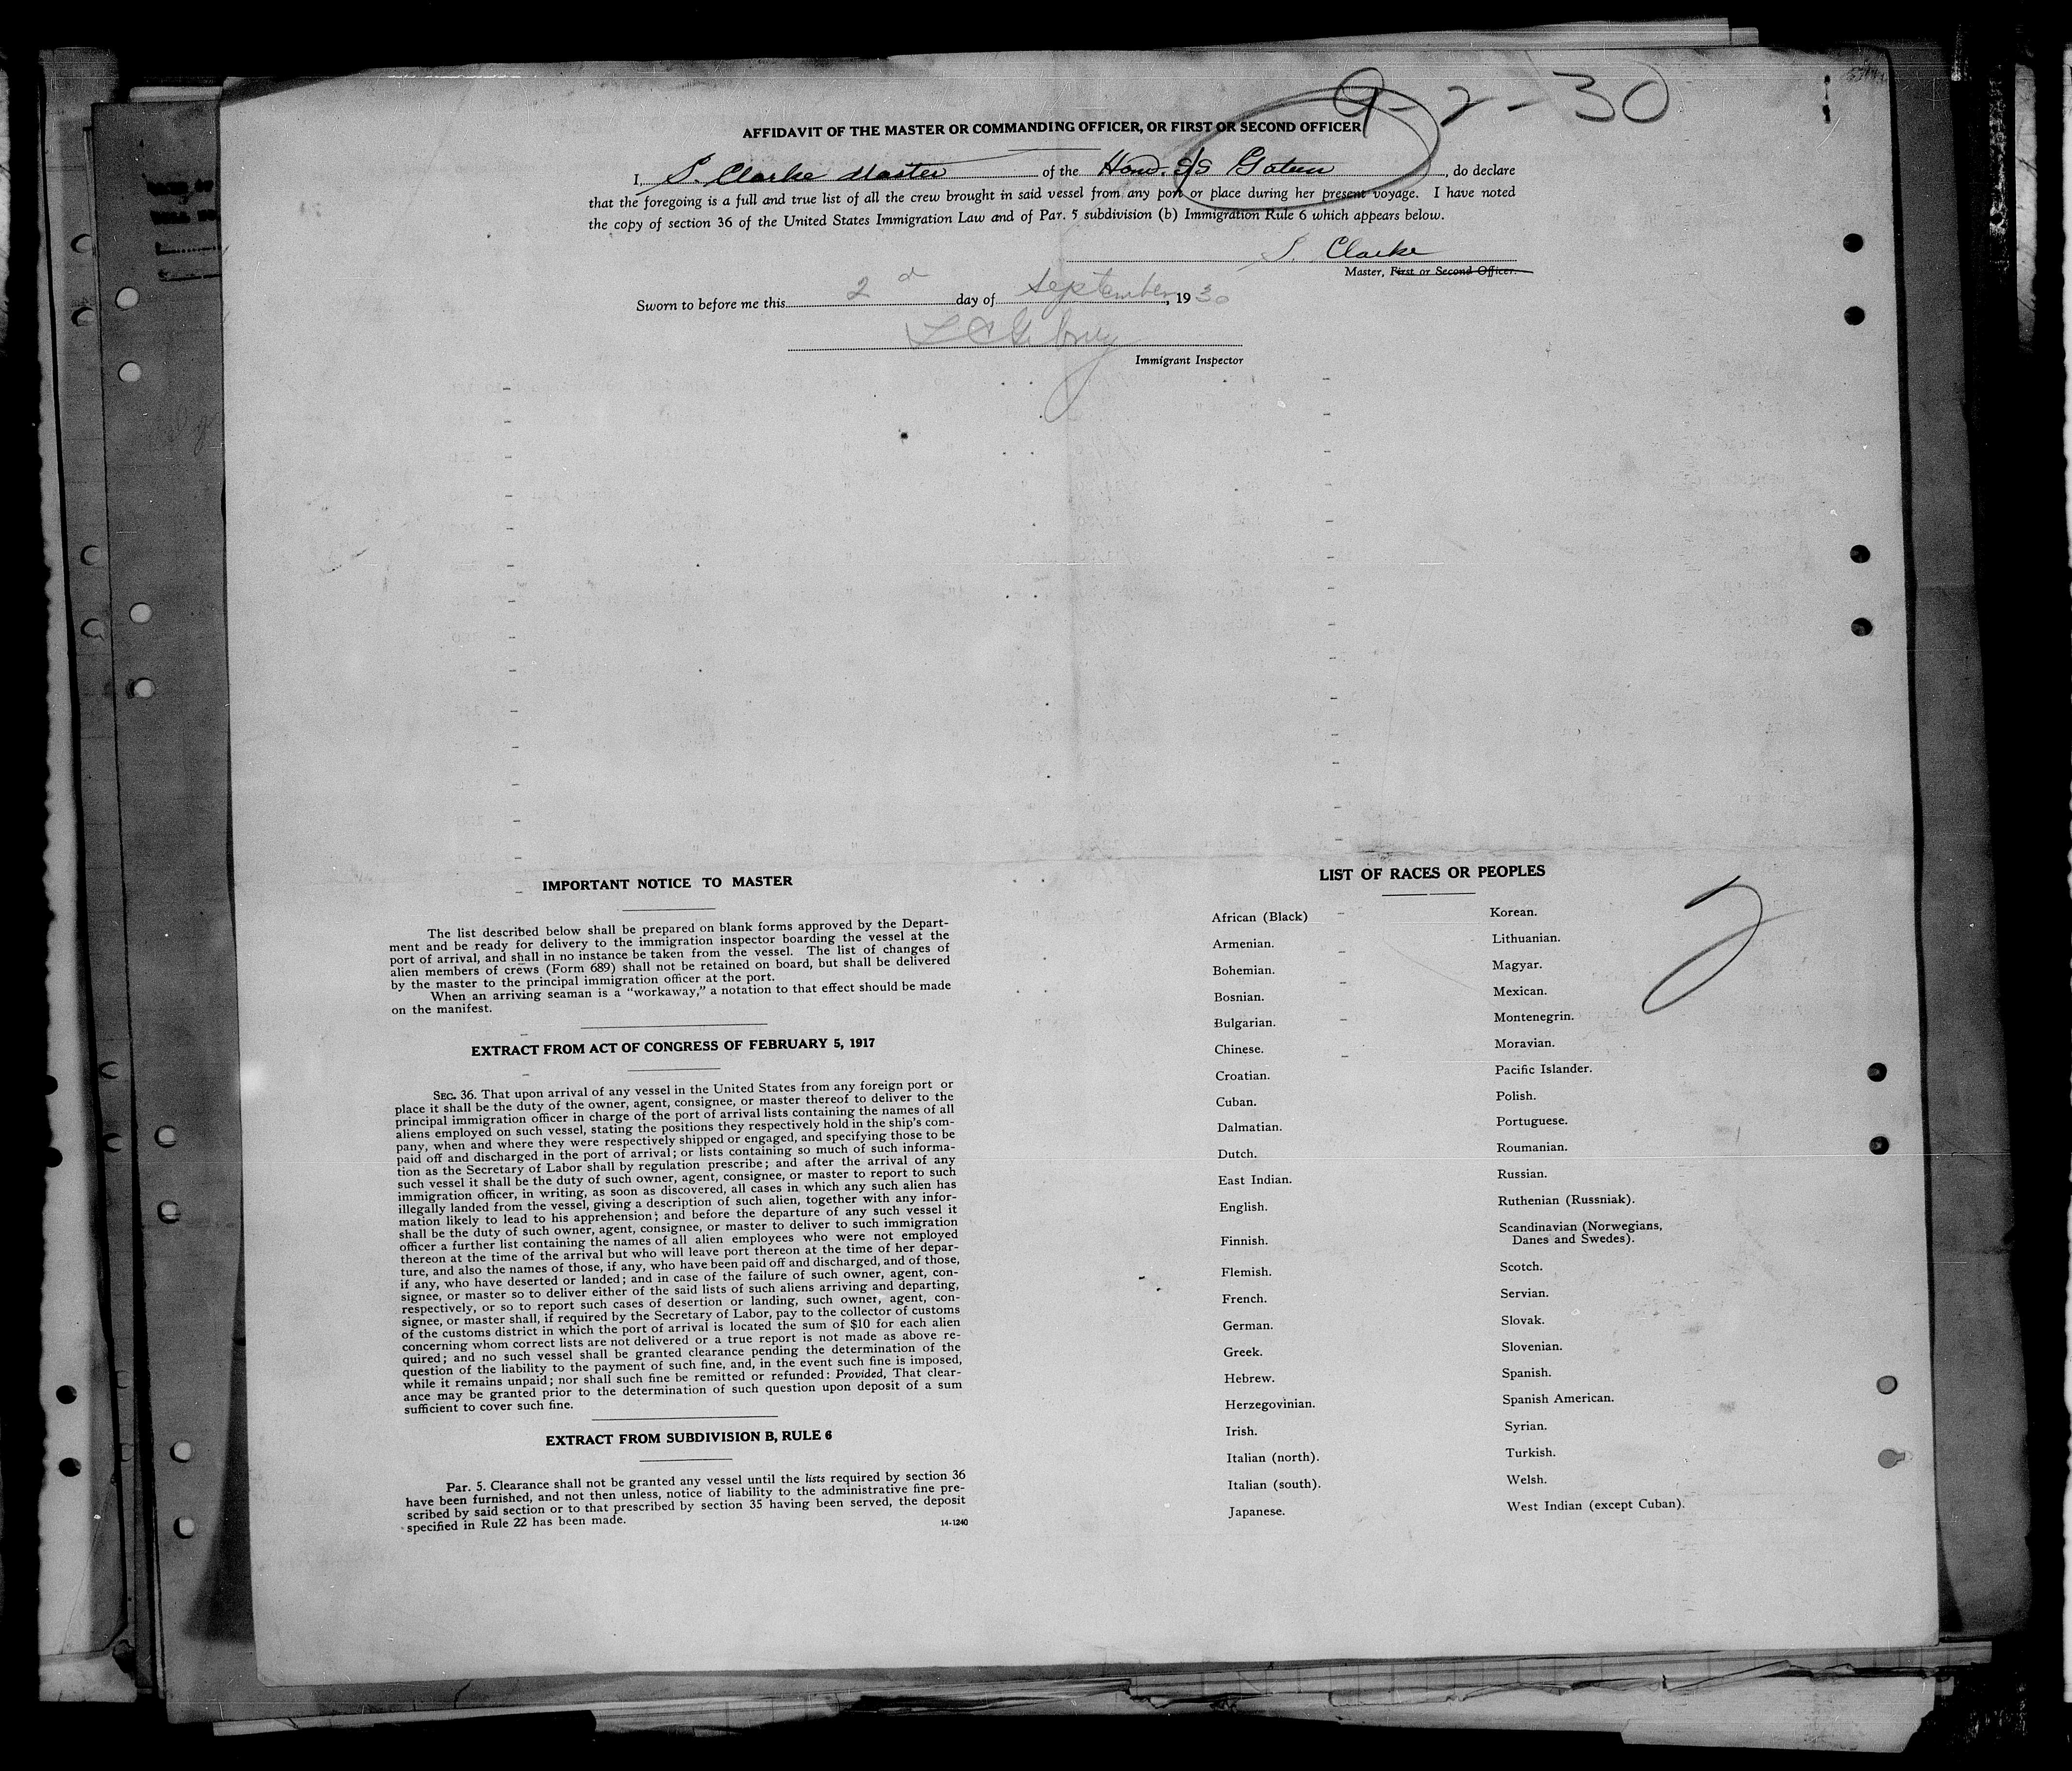 9-2-30
AFFIDAVIT OF THE MASTER OR COMMANDING OFFICER, OR FIRST OR SECOND OFFICER
I, S. Clarke Master of the Hond. S/S Gatun, do declare
that the foregoing is a full and true list of all the crew brought in said vessel from any port or place during her present voyage. I have noted
the copy of section 36 of the United States Immigration Law and of Par. 5 subdivision (b) Immigration Rule 6 which appears below.
S. Clarke
Master, First or Second Officer.
Sworn to before me this 2d day of September, 1930
Immigrant Inspector
IMPORTANT NOTICE TO MASTER
The list described below shall be prepared on blank forms approved by the Depart-
ment and be ready for delivery to the immigration inspector boarding the vessel at the
port of arrival, and shall in no instance be taken from the vessel. The list of changes of
alien members of crews (Form 689) shall not be retained on board, but shall be delivered
by the master to the principal immigration officer at the port.
When an arriving seaman is a "workaway," a notation to that effect should be made
on the manifest.
EXTRACT FROM ACT OF CONGRESS OF FEBRUARY 5, 1917
SEC. 36. That upon arrival of any vessel in the United States from any foreign port or
place it shall be the duty of the owner, agent, consignee, or master thereof to deliver to the
principal immigration officer in charge of the port of arrival lists containing the names of all
aliens employed on such vessel, stating the positions they respectively hold in the ship's com-
pany, when and where they were respectively shipped or engaged, and specifying those to be
paid off and discharged in the port of arrival; or lists containing so much of such informa-
tion as the Secretary of Labor shall by regulation prescribe; and after the arrival of any
such vessel it shall be the duty of such owner, agent, consignee, or master to report to such
immigration officer, in writing, as soon as discovered, all cases in which any such alien has
illegally landed from the vessel, giving a description of such alien, together with any infor-
mation likely to lead to his apprehension; and before the departure of any such vessel it
shall be the duty of such owner, agent, consignee, or master to deliver to such immigration
officer a further list containing the names of all alien employees who were not employed
thereon at the time of the arrival but who will leave port thereon at the time of her depar-
ture, and also the names of those, if any, who have been paid off and discharged, and of those,
if any, who have deserted or landed; and in case of the failure of such owner, agent, con-
signee, or master so to deliver either of the said lists of such aliens arriving and departing,
respectively, or so to report such cases of desertion or landing, such owner, agent, con-
signee, or master shall, if required by the Secretary of Labor, pay to the collector of customs
of the customs district in which the port of arrival is located the sum of $10 for each alien
concerning whom correct lists are not delivered or a true report is not made as above re-
quired; and no such vessel shall be granted clearance pending the determination of the
question of the liability to the payment of such fine, and, in the event such fine is imposed,
while it remains unpaid; nor shall such fine be remitted or refunded: Provided, That clear-
ance may be granted prior to the determination of such question upon deposit of a sum
sufficient to cover such fine.
EXTRACT FROM SUBDIVISION B, RULE 6
Par. 5. Clearance shall not be granted any vessel until the lists required by section 36
have been furnished, and not then unless, notice of liability to the administrative fine pre-
scribed by said section or to that prescribed by section 35 having been served, the deposit
specified in Rule 22 has been made.
14-1240
LIST OF RACES OR PEOPLES
African (Black)
Armenian.
Bohemian.
Bosnian.
Bulgarian.
Chinese.
Croatian.
Cuban.
Dalmatian.
Dutch.
East Indian.
English.
Finnish.
Flemish.
French.
German.
Greek.
Hebrew.
Herzegovinian.
Irish.
Italian (north).
Italian (south).
Japanese.
Korean.
Lithuanian.
Magyar.
Mexican.
Montenegrin.
Moravian.
Pacific Islander.
Polish.
Portuguese.
Roumanian.
Russian.
Ruthenian (Russniak).
Scandinavian (Norwegians,
Danes and Swedes).
Scotch.
Servian.
Slovak.
Slovenian.
Spanish.
Spanish American.
Syrian.
Turkish.
Welsh.
West Indian (except Cuban).